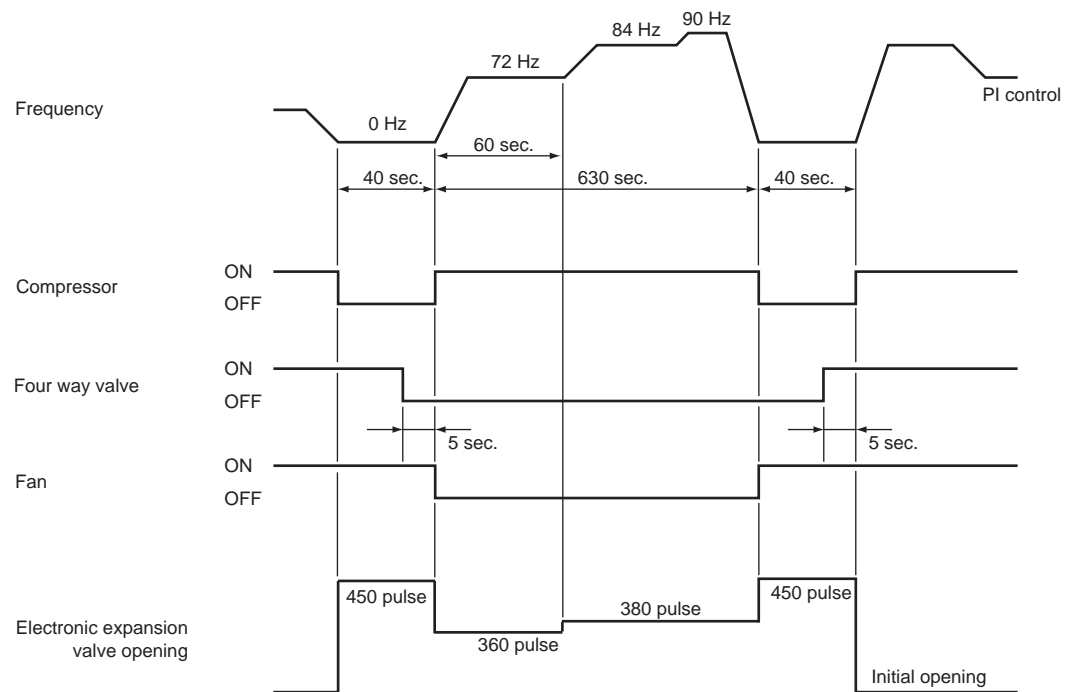 90 Hz
84 Hz
72 Hz
Frequency
PI control
0 Hz
60 sec.
40 sec.
630 sec.
40 sec.
ON
Compressor
OFF
ON
Four way valve
OFF
5 sec.
5 sec.
ON
Fan
OFF
450 pulse
450 pulse
380 pulse
Electronic expansion
valve opening
360 pulse
Initial opening